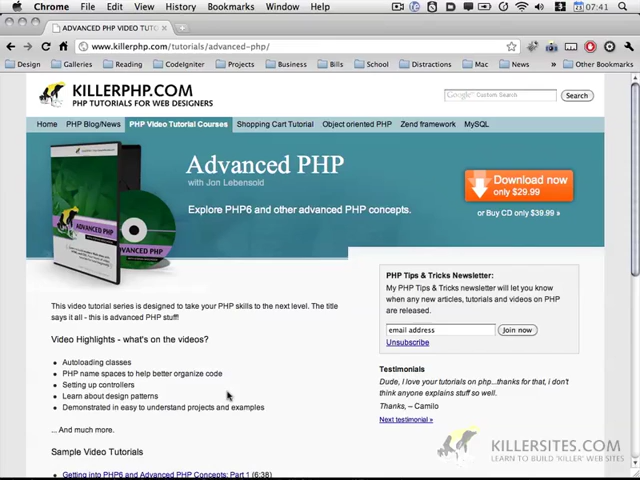 Chrome File Edit View History Bookmarks Window Help 07:41
ADVANCED PHP VIDEO TUTO
www.killerphp.com/tutorials/advanced-php/
Design Galleries Reading CodeIgniter Projects Business Bills School Distractions Mac News Other Bookmarks
KILLERPHP.COM
PHP TUTORIALS FOR WEB DESIGNERS
Google™ Custom Search Search
Home PHP Blog/News PHP Video Tutorial Courses Shopping Cart Tutorial Object oriented PHP Zend framework MySQL
Advanced PHP
with Jon Lebensold
Explore PHP6 and other advanced PHP concepts.
Download now
only $29.99
or Buy CD only $39.99 »
ADVANCED PHP
ADVANCED PHP
This video tutorial series is designed to take your PHP skills to the next level. The title
says it all - this is advanced PHP stuff!
Video Highlights - what's on the videos?
Autoloading classes
PHP name spaces to help better organize code
Setting up controllers
Learn about design patterns
Demonstrated in easy to understand projects and examples
... And much more.
Sample Video Tutorials
Getting into PHP6 and Advanced PHP Concepts: Part 1 (6:38)
PHP Tips & Tricks Newsletter:
My PHP Tips & Tricks newsletter will let you
know when any new articles, tutorials and videos on PHP
are released.
email address Join now
Unsubscribe
Testimonials
Dude, I love your tutorials on php...thanks for that, i don't
think anyone explains stuff so well.
Thanks, – Camilo
Next testimonial »
KILLERSITES.COM
LEARN TO BUILD 'KILLER' WEB SITES